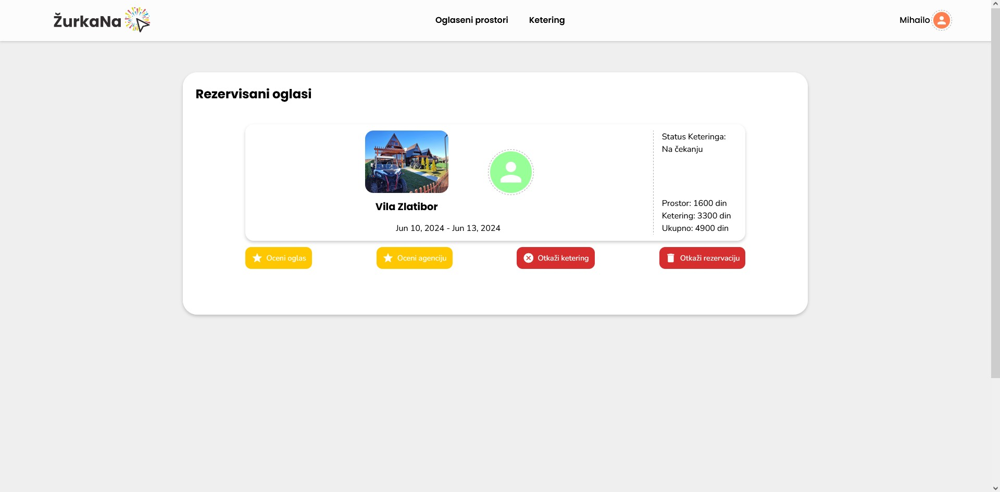 ŽurkaNa
Oglaseni prostori
Ketering
Mihailo
Rezervisani oglasi
Vila Zlatibor
Jun 10, 2024 - Jun 13, 2024
Status Keteringa:
Na čekanju
Prostor: 1600 din
Ketering: 3300 din
Ukupno: 4900 din
Oceni oglas
Oceni agenciju
Otkaži ketering
Otkaži rezervaciju